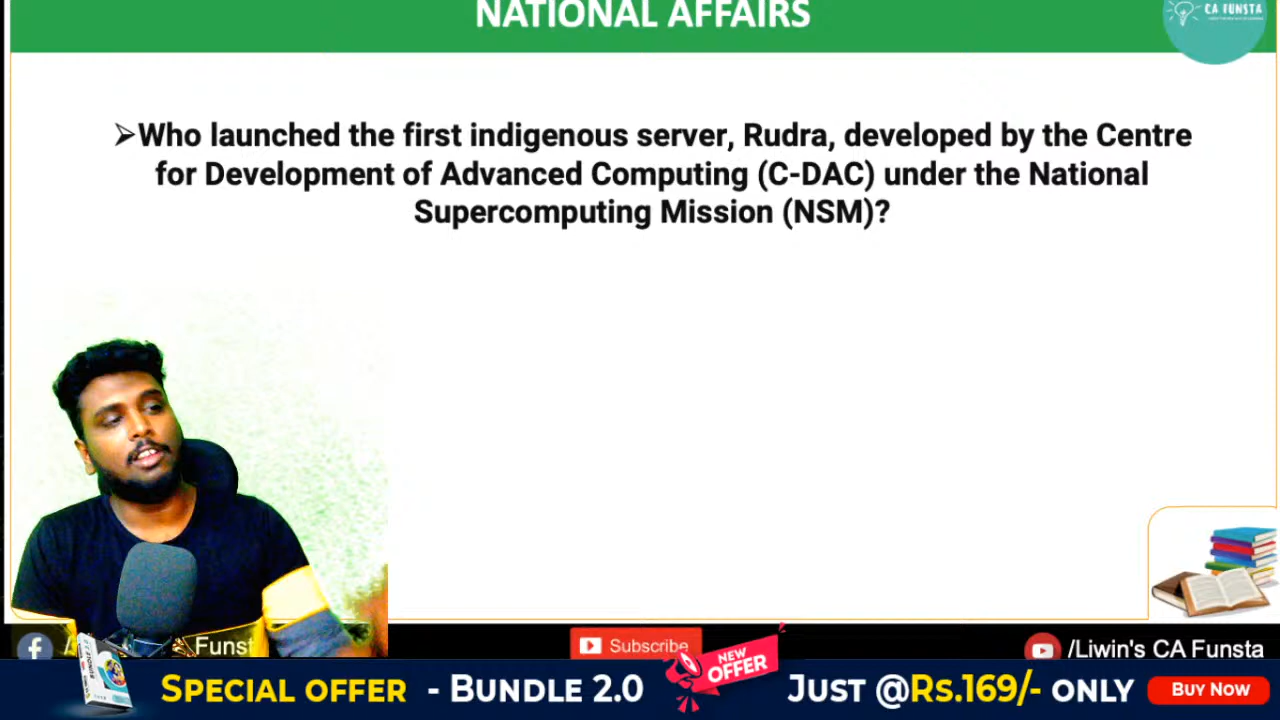 NATIONAL AFFAIRS
CA FUNSTA
➢Who launched the first indigenous server, Rudra, developed by the Centre
for Development of Advanced Computing (C-DAC) under the National
Supercomputing Mission (NSM)?
Funst
Subscribe
/Liwin's CA Funsta
SPECIAL OFFER - BUNDLE 2.0
NEW
OFFER
JUST @Rs.169/- ONLY
BUY NOW